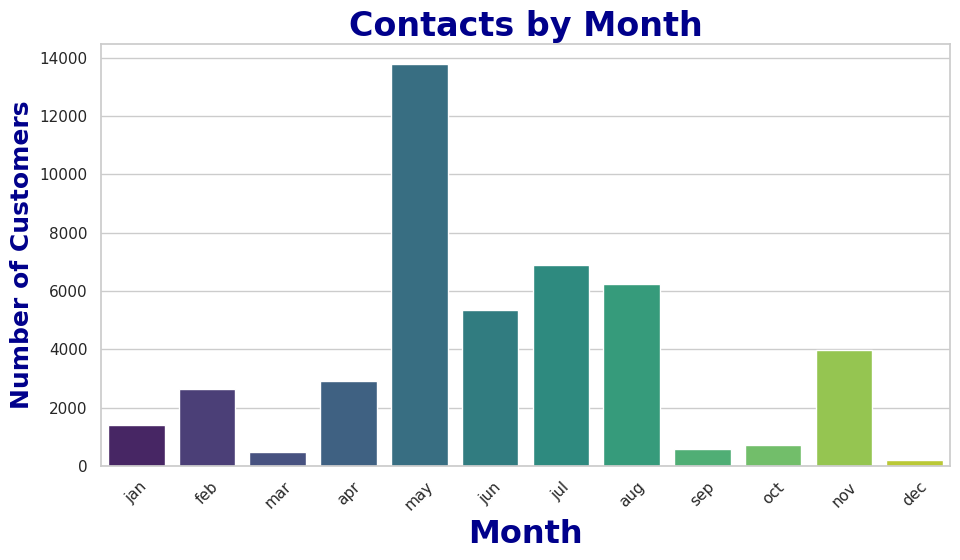 Contacts by Month
Number of Customers
14000
12000
10000
8000
6000
4000
2000
0
jan
feb
mar
apr
may
jun
jul
aug
sep
oct
nov
dec
Month